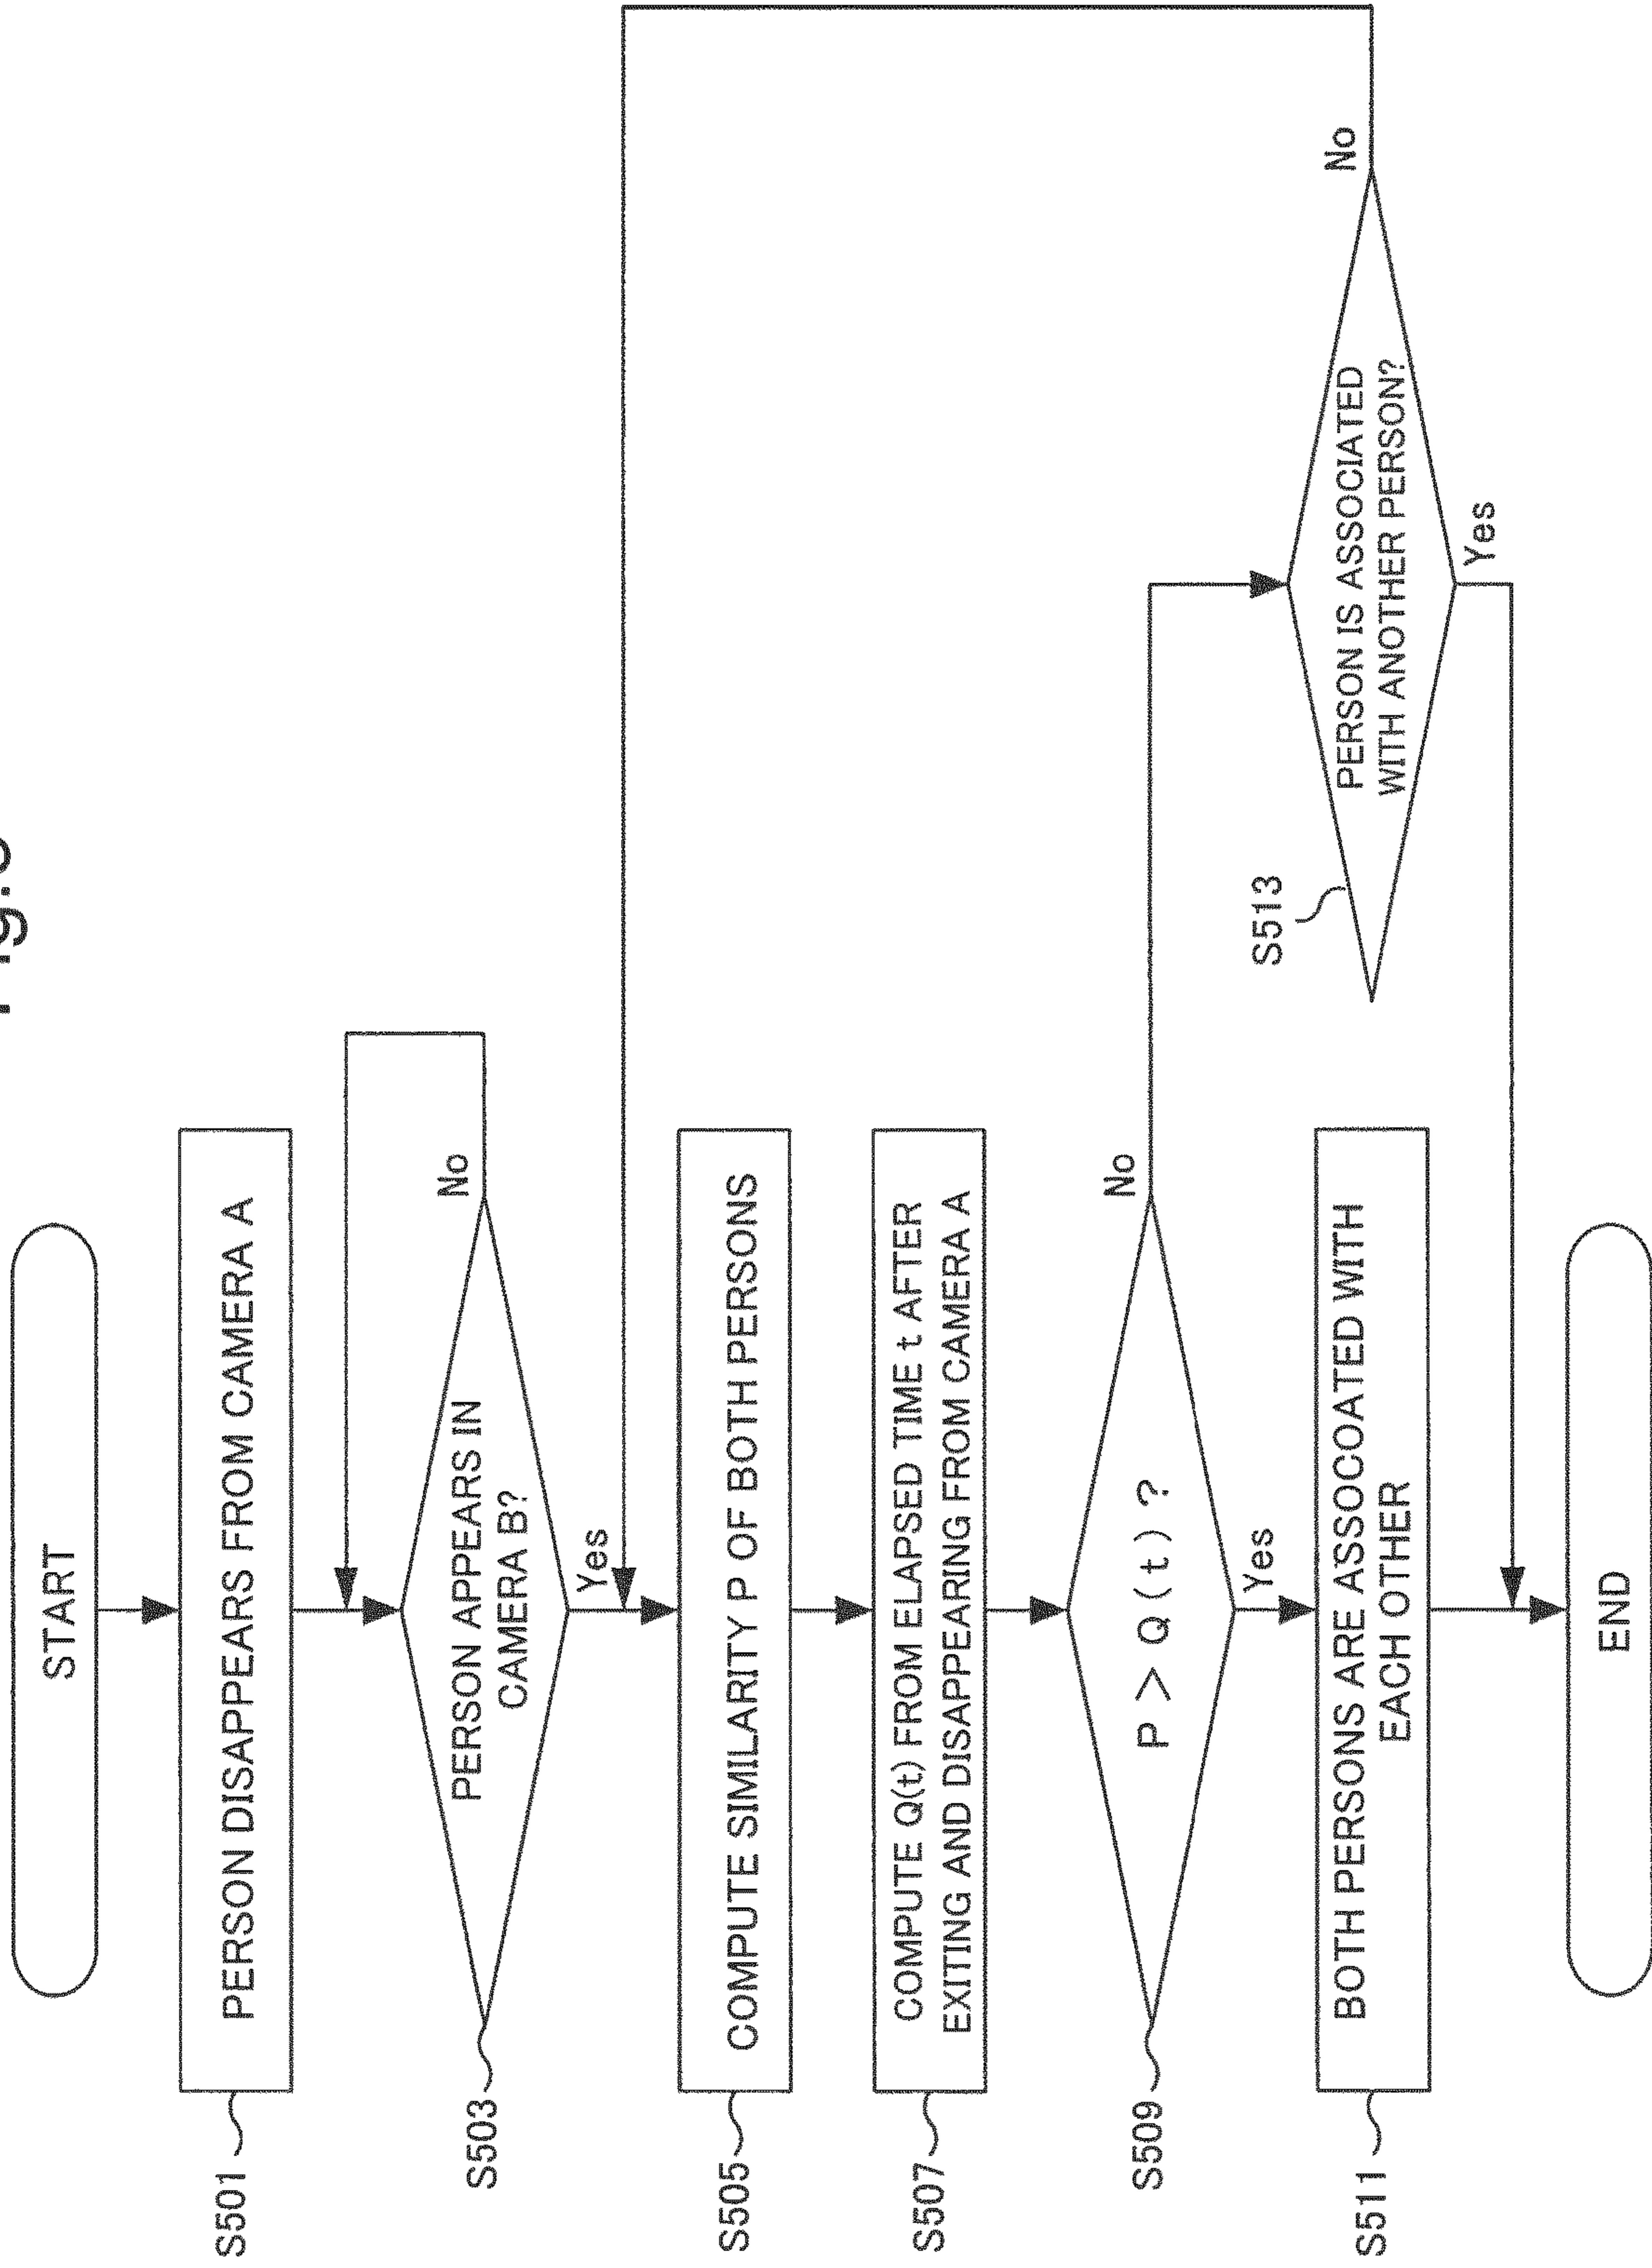 START
S501
PERSON DISAPPEARS FROM CAMERA A
S503
PERSON APPEARS IN
CAMERA B?
No
Yes
S505
COMPUTE SIMILARITY P OF BOTH PERSONS
S507
COMPUTE Q(t) FROM ELAPSED TIME t AFTER
EXITING AND DISAPPEARING FROM CAMERA A
S509
P > Q(t)?
No
Yes
S513
PERSON IS ASSOCIATED
WITH ANOTHER PERSON?
No
Yes
S511
BOTH PERSONS ARE ASSOCOATED WITH
EACH OTHER
END